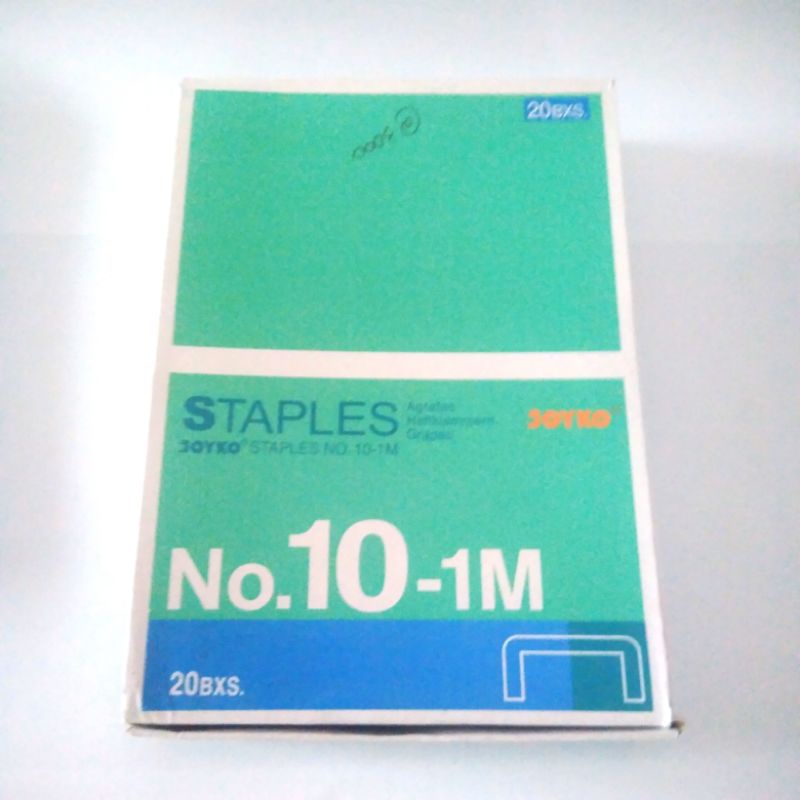 20BXS.
STAPLES
Agrafes
Heftklammern
Grapas
JOYKO®
JOYKO® STAPLES NO. 10-1M
No.10-1M
20BXS.